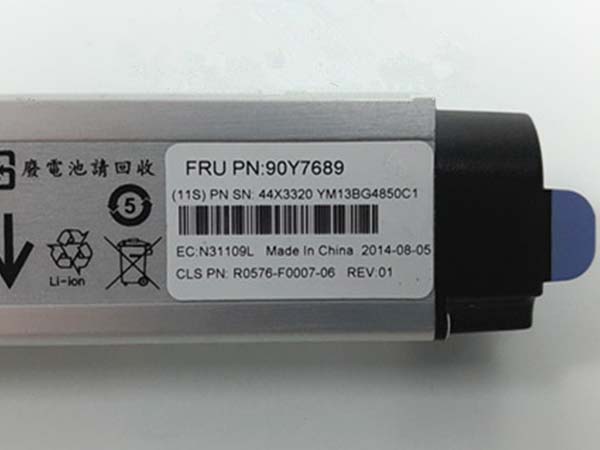 廢電池請回收
5
Li-ion
FRU PN:90Y7689
(11S) PN SN: 44X3320 YM13BG4850C1
EC:N31109L Made In China 2014-08-05
CLS PN: R0576-F0007-06 REV:01